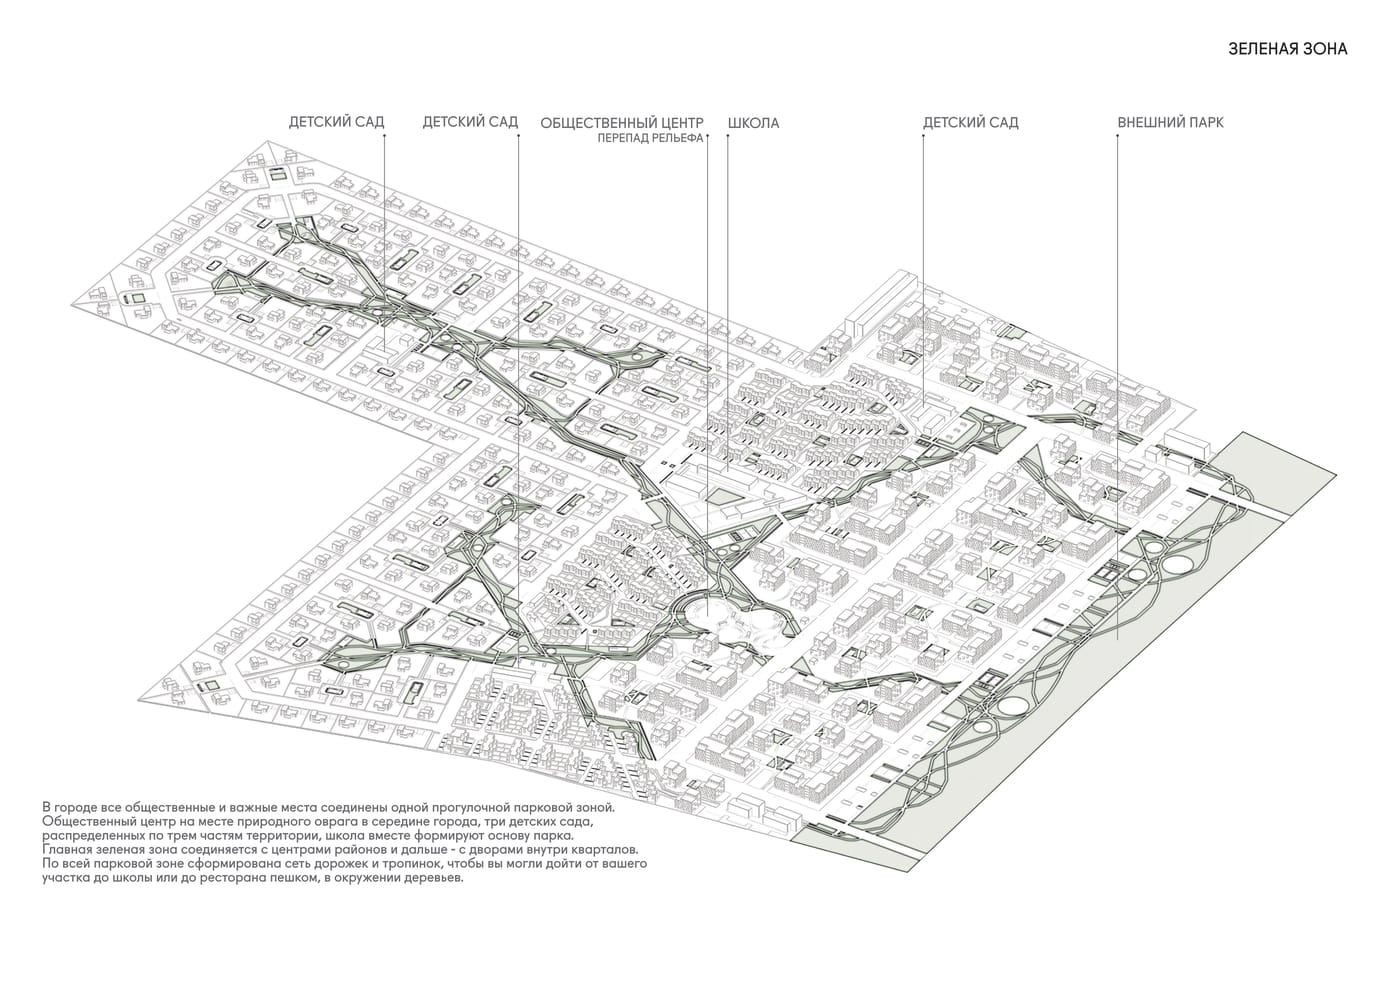 ЗЕЛЕНАЯ ЗОНА
ДЕТСКИЙ САД
ДЕТСКИЙ САД
ОБЩЕСТВЕННЫЙ ЦЕНТР
ПЕРЕПАД РЕЛЬЕФА
ШКОЛА
ДЕТСКИЙ САД
ВНЕШНИЙ ПАРК
В городе все общественные и важные места соединены одной прогулочной парковой зоной.
Общественный центр на месте природного оврага в середине города, три детских сада,
распределенных по трем частям территории, школа вместе формируют основу парка.
Главная зеленая зона соединяется с центрами районов и дальше - с дворами внутри кварталов.
По всей парковой зоне сформирована сеть дорожек и тропинок, чтобы вы могли дойти от вашего
участка до школы или до ресторана пешком, в окружении деревьев.